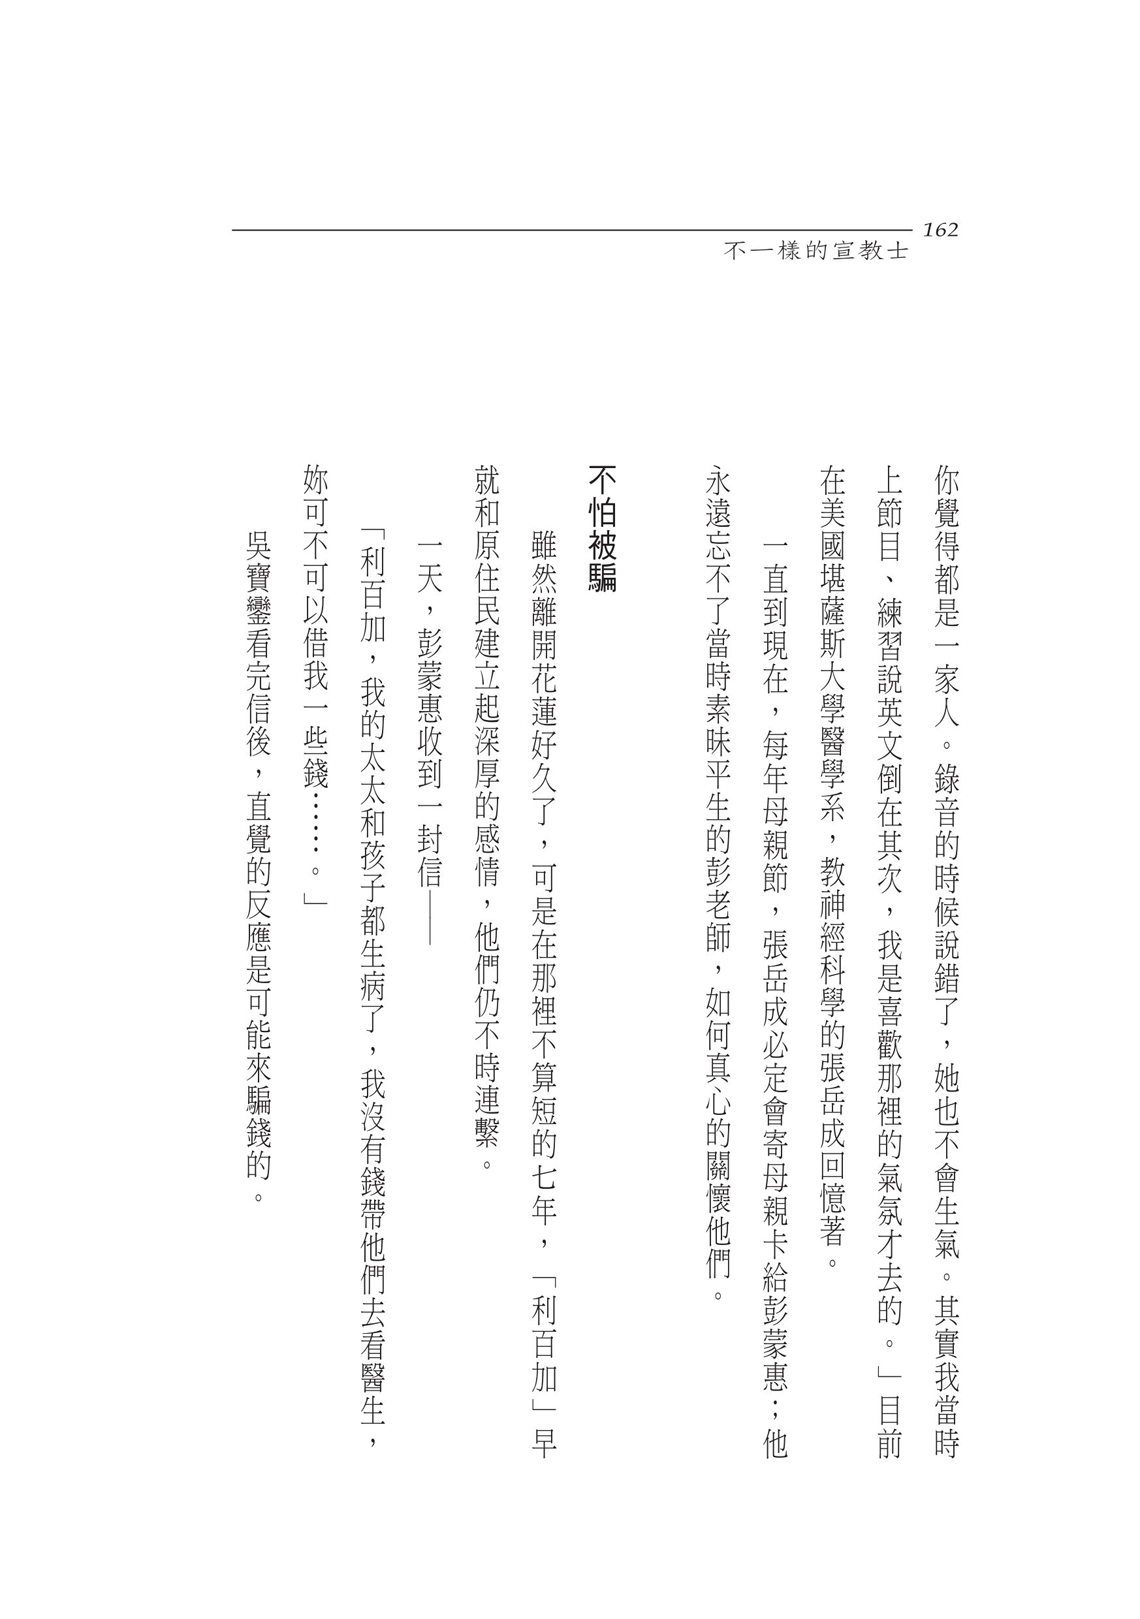 162
不一樣的宣教士
你覺得都是一家人。錄音的時候說錯了，她也不會生氣。其實我當時
上節目、練習說英文倒在其次，我是喜歡那裡的氣氛才去的。」目前
在美國堪薩斯大學醫學系，教神經科學的張岳成回憶著。
一直到現在，每年母親節，張岳成必定會寄母親卡給彭蒙惠；他
永遠忘不了當時素昧平生的彭老師，如何真心的關懷他們。
不怕被騙
雖然離開花蓮好久了，可是在那裡不算短的七年，「利百加」早
就和原住民建立起深厚的感情，他們仍不時連繫。
一天，彭蒙惠收到一封信——
「利百加，我的太太和孩子都生病了，我沒有錢帶他們去看醫生，
妳可不可以借我一些錢……。」
吳寶鑾看完信後，直覺的反應是可能來騙錢的。